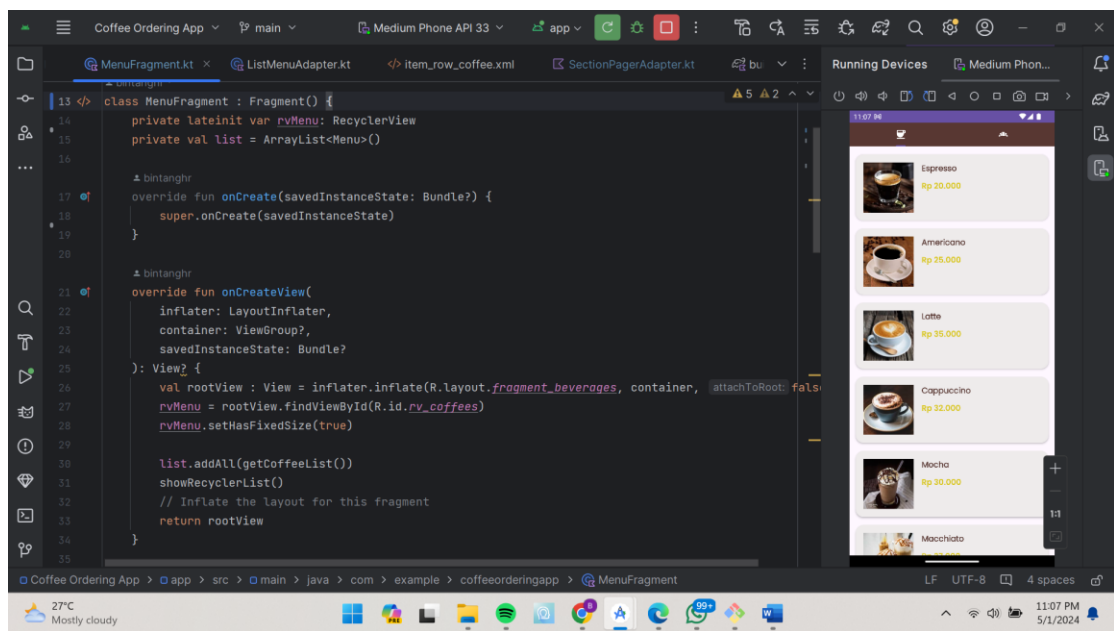 Coffee Ordering App
main
Medium Phone API 33
app
MenuFragment.kt
ListMenuAdapter.kt
item_row_coffee.xml
SectionPagerAdapter.kt
bu
Running Devices
Medium Phon...
5 2
13 class MenuFragment : Fragment() {
14 private lateinit var rvMenu: RecyclerView
15 private val list = ArrayList<Menu>()
16
bintanghr
17 override fun onCreate(savedInstanceState: Bundle?) {
18 super.onCreate(savedInstanceState)
19 }
20
bintanghr
21 override fun onCreateView(
22 inflater: LayoutInflater,
23 container: ViewGroup?,
24 savedInstanceState: Bundle?
25 ): View? {
26 val rootView : View = inflater.inflate(R.layout.fragment_beverages, container, attachToRoot: fals
27 rvMenu = rootView.findViewById(R.id.rv_coffees)
28 rvMenu.setHasFixedSize(true)
29
30 list.addAll(getCoffeeList())
31 showRecyclerList()
32 // Inflate the layout for this fragment
33 return rootView
34 }
35
11:07
Espresso
Rp 20.000
Americano
Rp 25.000
Latte
Rp 35.000
Cappuccino
Rp 32.000
Mocha
Rp 30.000
Macchiato
1:1
Coffee Ordering App > app > src > main > java > com > example > coffeeorderingapp > MenuFragment
LF UTF-8 4 spaces
27°C
Mostly cloudy
PRE
99+
11:07 PM
5/1/2024